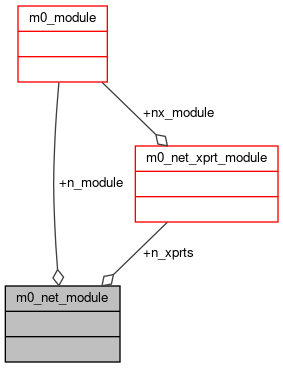 m0_module
+nx_module
m0_net_xprt_module
+n_module
+n_xprts
m0_net_module